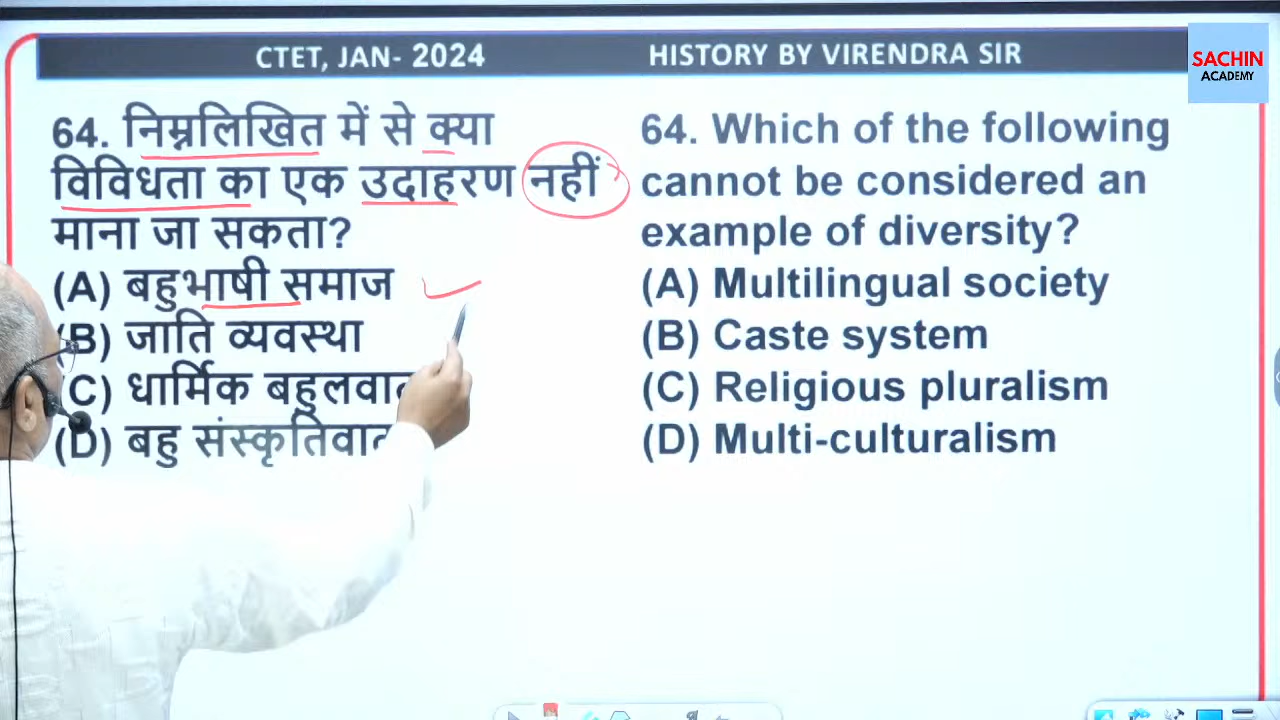 CTET, JAN- 2024
HISTORY BY VIRENDRA SIR
SACHIN
ACADEMY
64. निम्नलिखित में से क्या
विविधता का एक उदाहरण नहीं
माना जा सकता?
(A) बहुभाषी समाज
(B) जाति व्यवस्था
(C) धार्मिक
(D) बहु
64. Which of the following
cannot be considered an
example of diversity?
(A) Multilingual society
(B) Caste system
(C) Religious pluralism
(D) Multi-culturalism